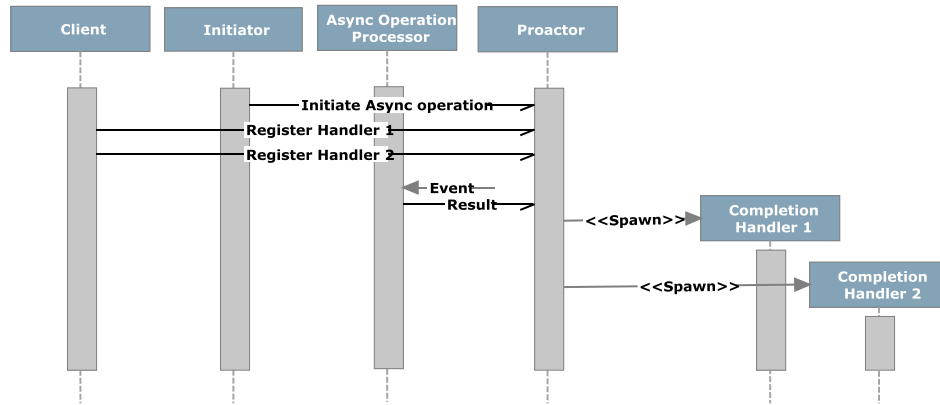 Client
Initiator
Async Operation
Processor
Proactor
Initiate Async operation
Register Handler 1
Register Handler 2
Event
Result
<<Spawn>>
Completion
Handler 1
<<Spawn>>
Completion
Handler 2